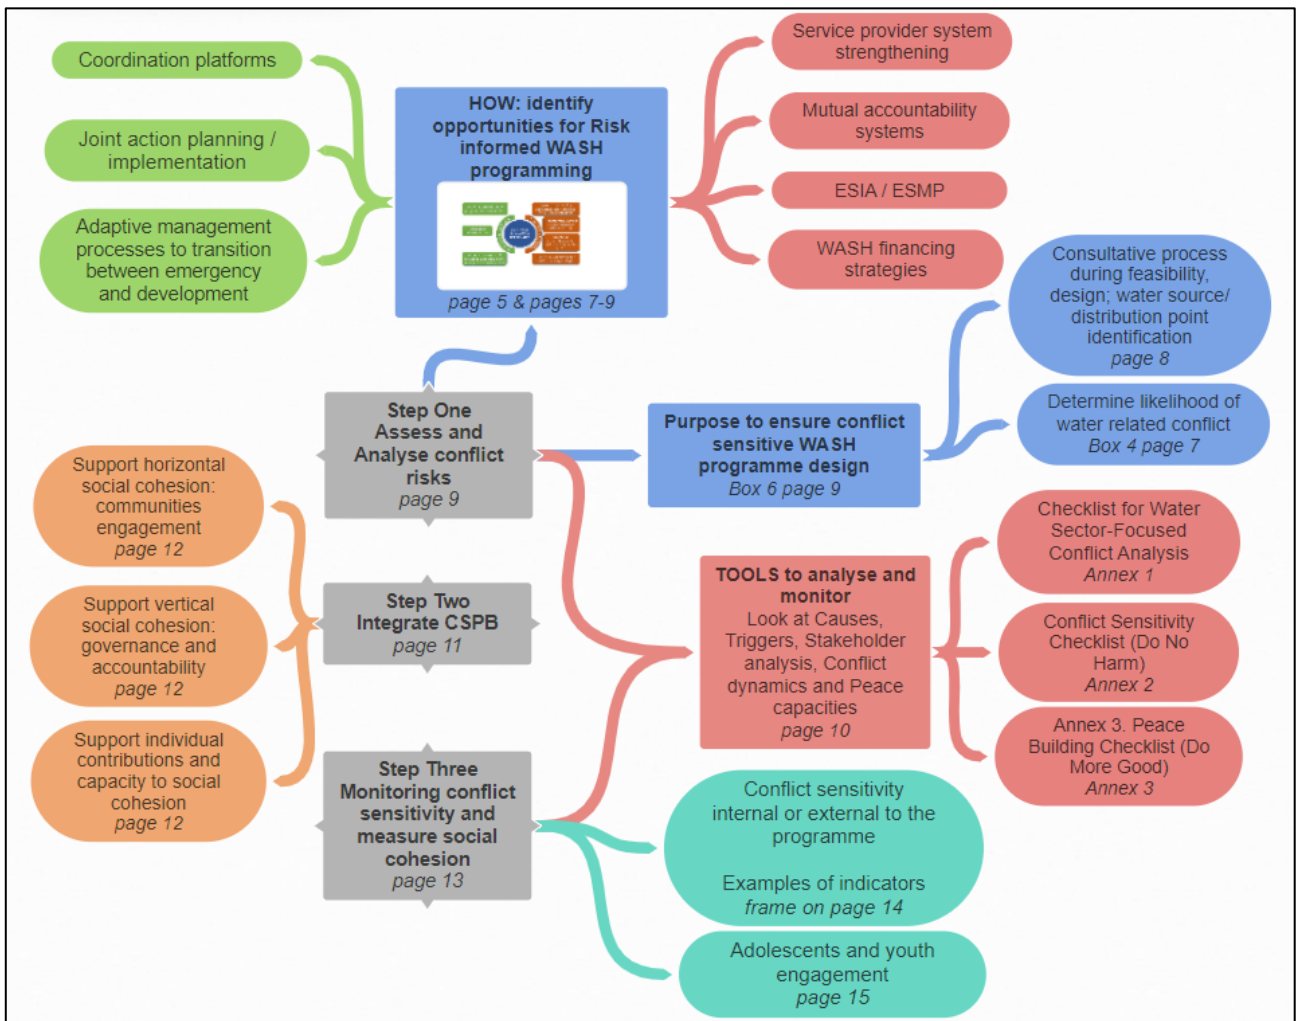 Coordination platforms
Joint action planning /
implementation
Adaptive management
processes to transition
between emergency
and development
HOW: identify
opportunities for Risk
informed WASH
programming
page 5 & pages 7-9
Service provider system
strengthening
Mutual accountability
systems
ESIA / ESMP
WASH financing
strategies
Consultative process
during feasibility,
design; water source/
distribution point
identification
page 8
Determine likelihood of
water related conflict
Box 4 page 7
Step One
Assess and
Analyse conflict
risks
page 9
Purpose to ensure conflict
sensitive WASH
programme design
Box 6 page 9
Support horizontal
social cohesion:
communities
engagement
page 12
Support vertical
social cohesion:
governance and
accountability
page 12
Support individual
contributions and
capacity to social
cohesion
page 12
Step Two
Integrate CSPB
page 11
TOOLS to analyse and
monitor
Look at Causes,
Triggers, Stakeholder
analysis, Conflict
dynamics and Peace
capacities
page 10
Checklist for Water
Sector-Focused
Conflict Analysis
Annex 1
Conflict Sensitivity
Checklist (Do No
Harm)
Annex 2
Annex 3. Peace
Building Checklist (Do
More Good)
Annex 3
Step Three
Monitoring conflict
sensitivity and
measure social
cohesion
page 13
Conflict sensitivity
internal or external to the
programme
Examples of indicators
frame on page 14
Adolescents and youth
engagement
page 15